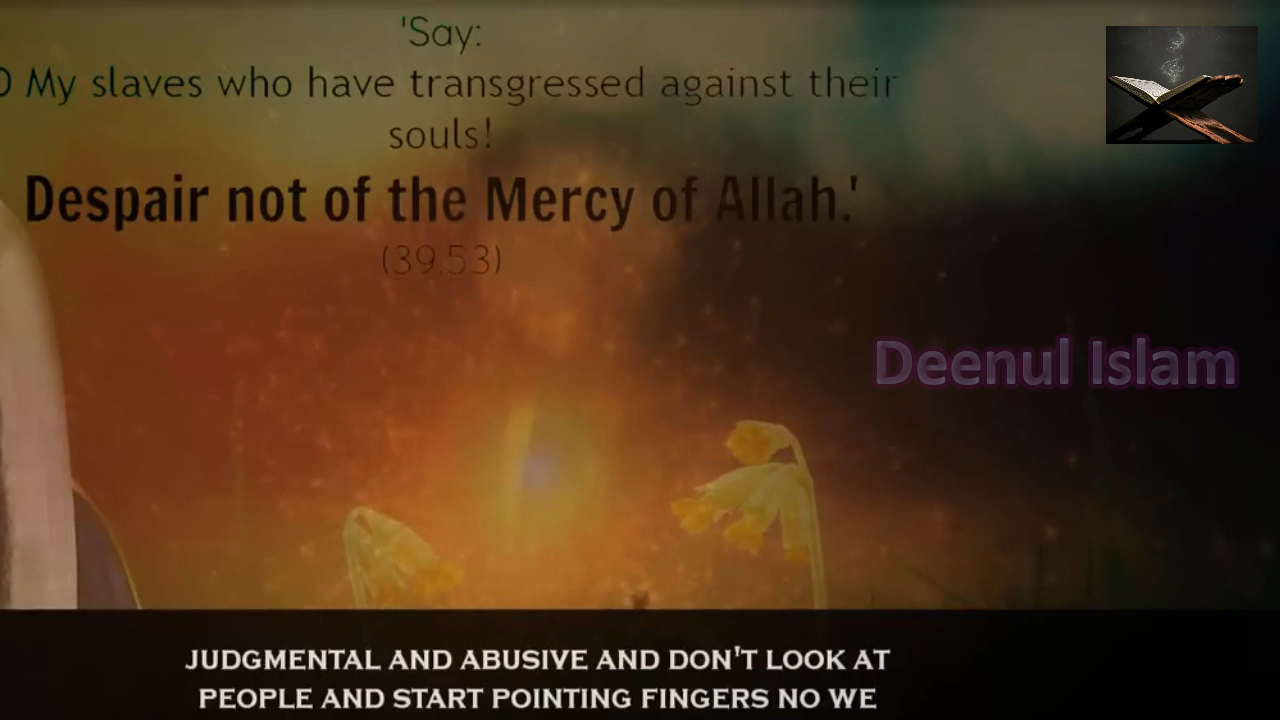 'Say:
O My slaves who have transgressed against their
souls!
Despair not of the Mercy of Allah.'
(39.53)
Deenul Islam
JUDGMENTAL AND ABUSIVE AND DON'T LOOK AT
PEOPLE AND START POINTING FINGERS NO WE